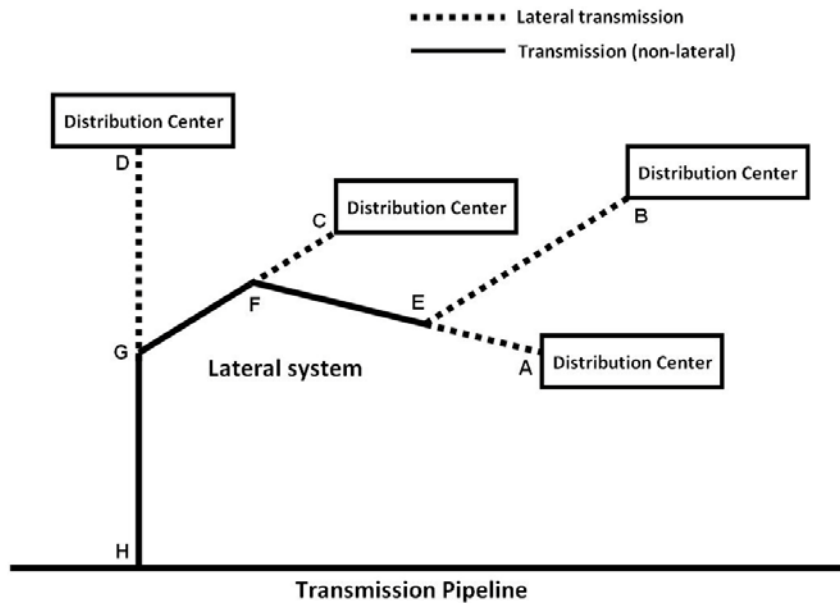 Lateral transmission
Transmission (non-lateral)
Distribution Center
D
Distribution Center
B
Distribution Center
C
F
E
G
Lateral system
A
Distribution Center
H
Transmission Pipeline